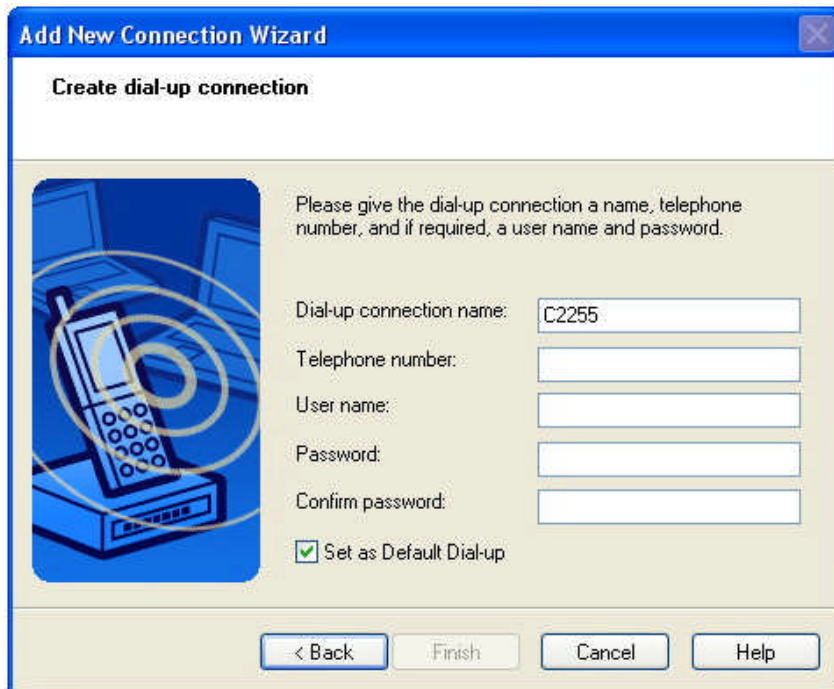 Add New Connection Wizard
Create dial-up connection
Please give the dial-up connection a name, telephone
number, and if required, a user name and password.
Dial-up connection name: C2255
Telephone number:
User name:
Password:
Confirm password:
Set as Default Dial-up
< Back Finish Cancel Help